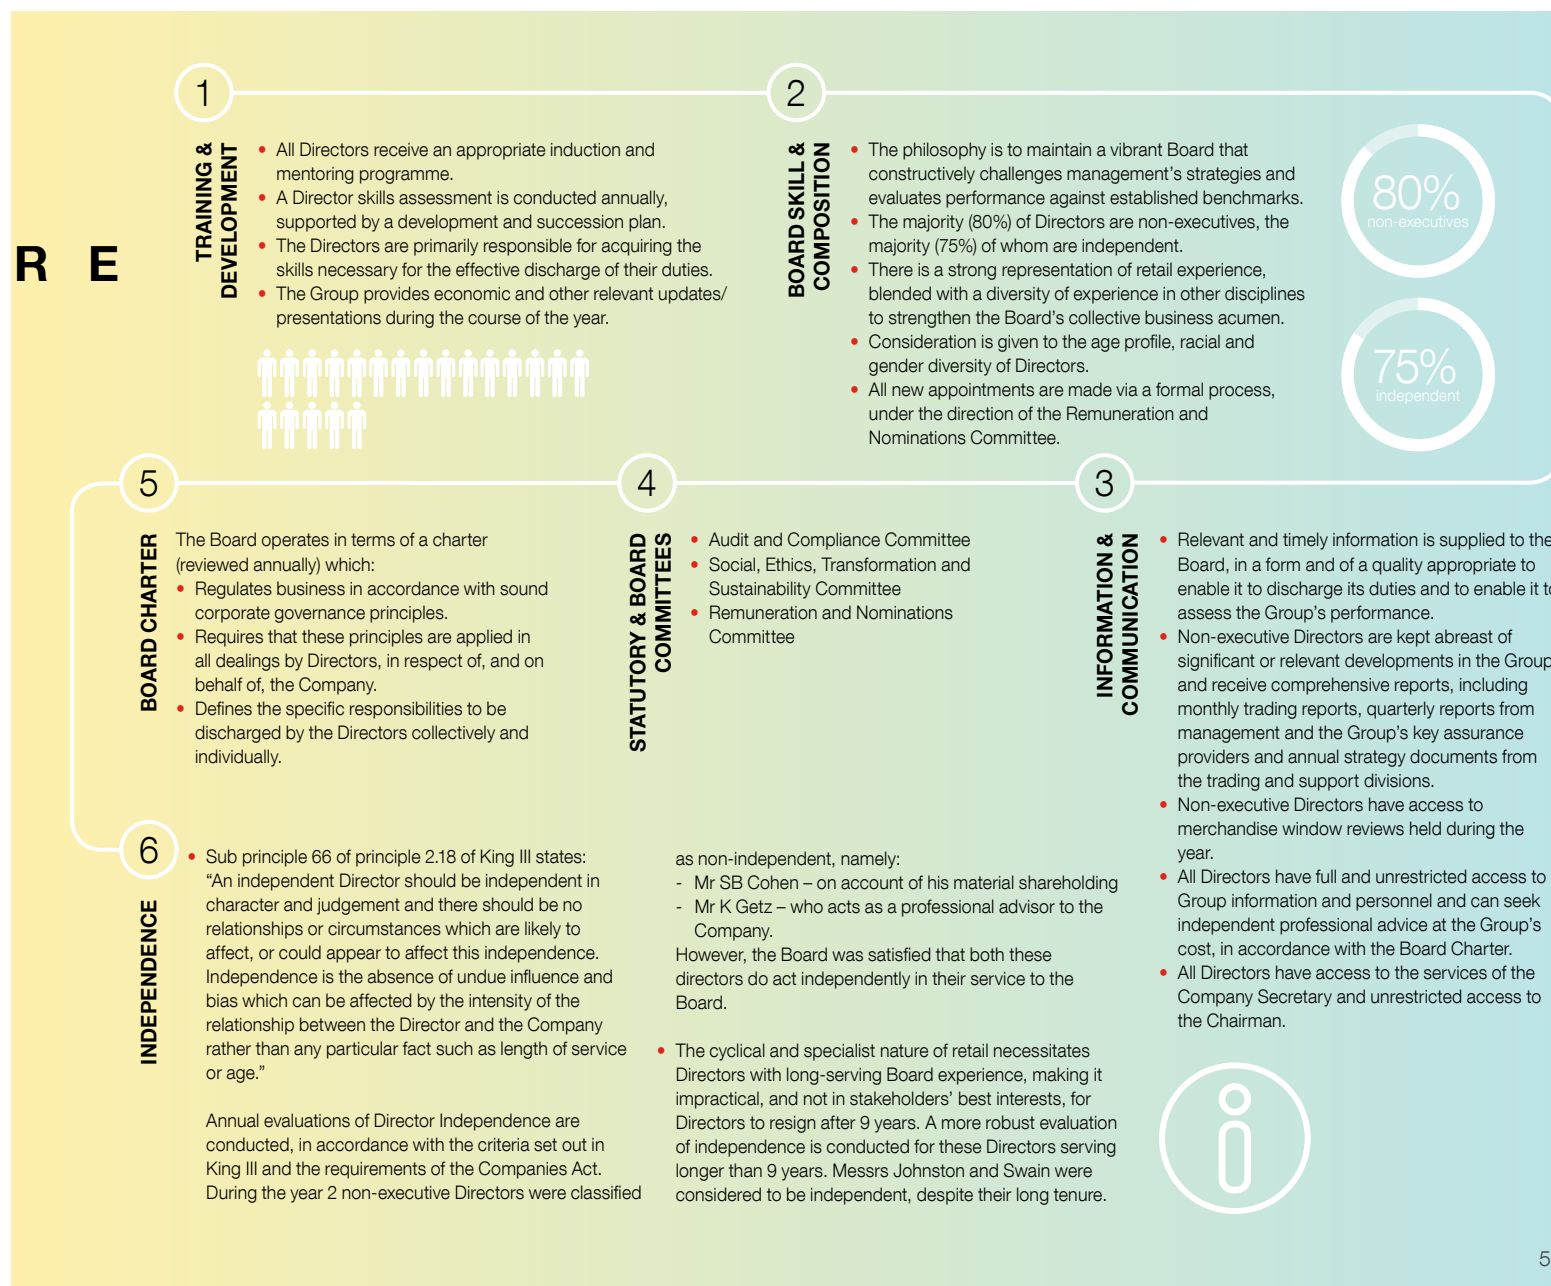 R E
1
TRAINING &
DEVELOPMENT
• All Directors receive an appropriate induction and
mentoring programme.
• A Director skills assessment is conducted annually,
supported by a development and succession plan.
• The Directors are primarily responsible for acquiring the
skills necessary for the effective discharge of their duties.
• The Group provides economic and other relevant updates/
presentations during the course of the year.
2
BOARD SKILL &
COMPOSITION
• The philosophy is to maintain a vibrant Board that
constructively challenges management's strategies and
evaluates performance against established benchmarks.
• The majority (80%) of Directors are non-executives, the
majority (75%) of whom are independent.
• There is a strong representation of retail experience,
blended with a diversity of experience in other disciplines
to strengthen the Board's collective business acumen.
• Consideration is given to the age profile, racial and
gender diversity of Directors.
• All new appointments are made via a formal process,
under the direction of the Remuneration and
Nominations Committee.
80%
non-executives
75%
independent
3
INFORMATION &
COMMUNICATION
• Relevant and timely information is supplied to the
Board, in a form and of a quality appropriate to
enable it to discharge its duties and to enable it to
assess the Group's performance.
• Non-executive Directors are kept abreast of
significant or relevant developments in the Group
and receive comprehensive reports, including
monthly trading reports, quarterly reports from
management and the Group's key assurance
providers and annual strategy documents from
the trading and support divisions.
• Non-executive Directors have access to
merchandise window reviews held during the
year.
• All Directors have full and unrestricted access to
Group information and personnel and can seek
independent professional advice at the Group's
cost, in accordance with the Board Charter.
• All Directors have access to the services of the
Company Secretary and unrestricted access to
the Chairman.
4
STATUTORY & BOARD
COMMITTEES
• Audit and Compliance Committee
• Social, Ethics, Transformation and
Sustainability Committee
• Remuneration and Nominations
Committee
5
BOARD CHARTER
The Board operates in terms of a charter
(reviewed annually) which:
• Regulates business in accordance with sound
corporate governance principles.
• Requires that these principles are applied in
all dealings by Directors, in respect of, and on
behalf of, the Company.
• Defines the specific responsibilities to be
discharged by the Directors collectively and
individually.
6
INDEPENDENCE
• Sub principle 66 of principle 2.18 of King III states:
"An independent Director should be independent in
character and judgement and there should be no
relationships or circumstances which are likely to
affect, or could appear to affect this independence.
Independence is the absence of undue influence and
bias which can be affected by the intensity of the
relationship between the Director and the Company
rather than any particular fact such as length of service
or age."
Annual evaluations of Director Independence are
conducted, in accordance with the criteria set out in
King III and the requirements of the Companies Act.
During the year 2 non-executive Directors were classified
as non-independent, namely:
- Mr SB Cohen – on account of his material shareholding
- Mr K Getz – who acts as a professional advisor to the
Company.
However, the Board was satisfied that both these
directors do act independently in their service to the
Board.
• The cyclical and specialist nature of retail necessitates
Directors with long-serving Board experience, making it
impractical, and not in stakeholders' best interests, for
Directors to resign after 9 years. A more robust evaluation
of independence is conducted for these Directors serving
longer than 9 years. Messrs Johnston and Swain were
considered to be independent, despite their long tenure.
5